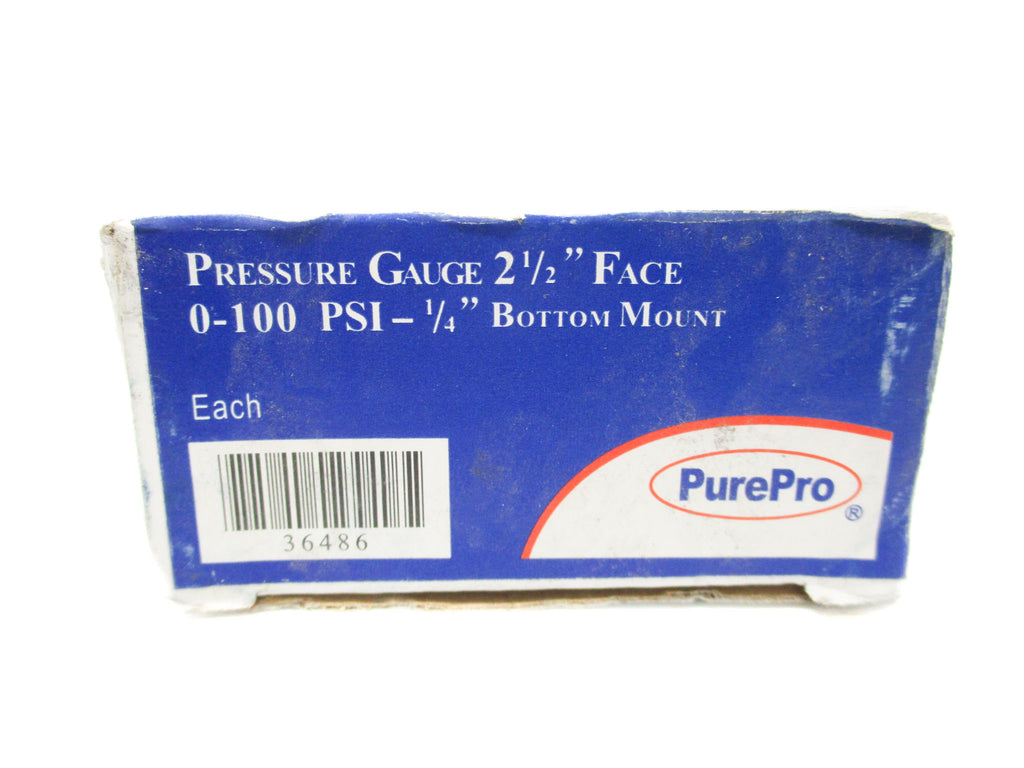 PRESSURE GAUGE 2 1/2" FACE
0-100 PSI – 1/4" BOTTOM MOUNT
Each
36486
PurePro
®